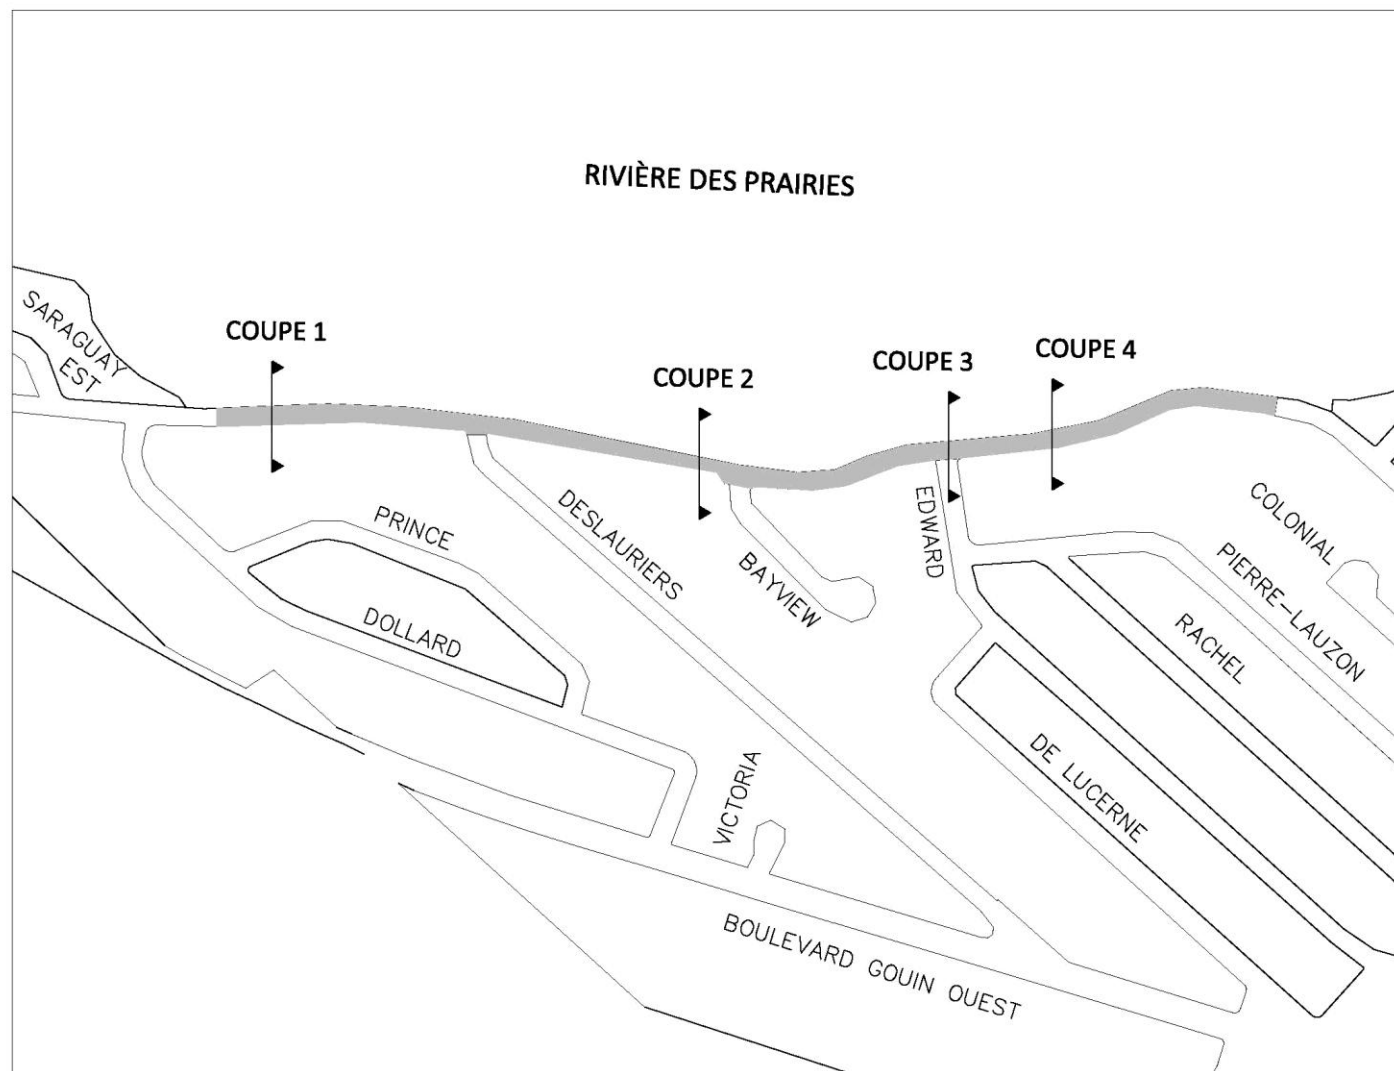 RIVIÈRE DES PRAIRIES
SARAGUAY
EST
COUPE 1
COUPE 2
COUPE 3
COUPE 4
PRINCE
DOLLARD
DESLAURIERS
BAYVIEW
EDWARD
COLONIAL
PIERRE-LAUZON
RACHEL
DE LUCERNE
VICTORIA
BOULEVARD GOUIN OUEST